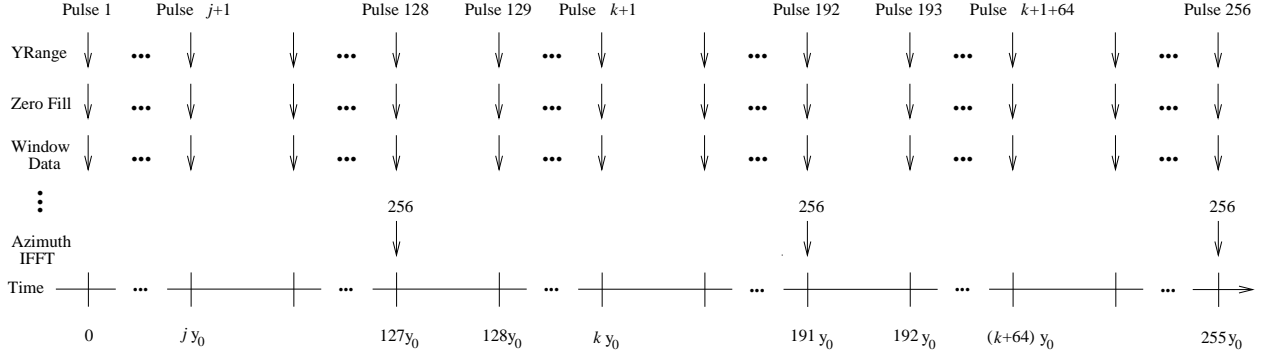 Pulse 1 Pulse j+1 Pulse 128 Pulse 129 Pulse k+1 Pulse 192 Pulse 193 Pulse k+1+64 Pulse 256
YRange
Zero Fill
Window
Data
256 256 256
Azimuth
IFFT
Time
0 j y₀ 127y₀ 128y₀ k y₀ 191 y₀ 192 y₀ (k+64) y₀ 255y₀